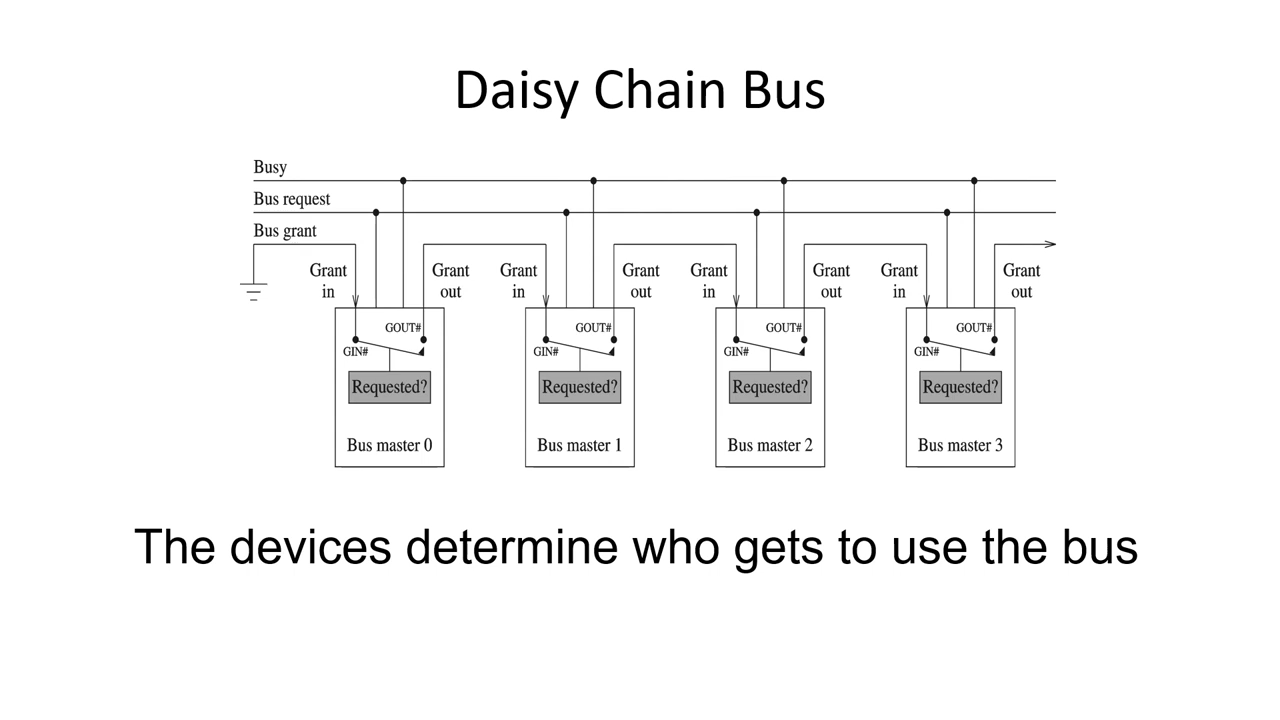 Daisy Chain Bus
Busy
Bus request
Bus grant
Grant in
Grant out
Grant in
Grant out
Grant in
Grant out
Grant in
Grant out
GOUT#
GOUT#
GOUT#
GOUT#
GIN#
GIN#
GIN#
GIN#
Requested?
Requested?
Requested?
Requested?
Bus master 0
Bus master 1
Bus master 2
Bus master 3
The devices determine who gets to use the bus